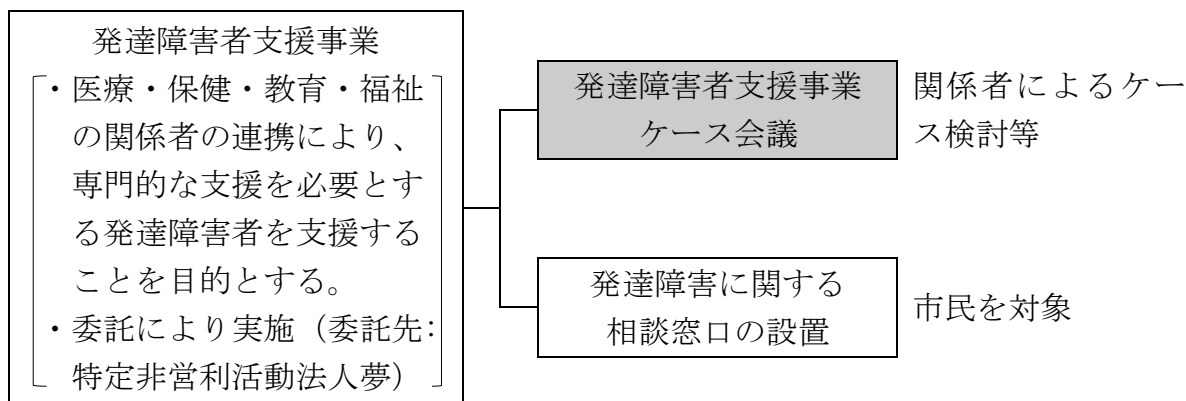 発達障害者支援事業
・医療・保健・教育・福祉
の関係者の連携により、
専門的な支援を必要とす
る発達障害者を支援する
ことを目的とする。
・委託により実施（委託先：
特定非営利活動法人夢）
発達障害者支援事業
ケース会議
関係者によるケー
ス検討等
発達障害に関する
相談窓口の設置
市民を対象